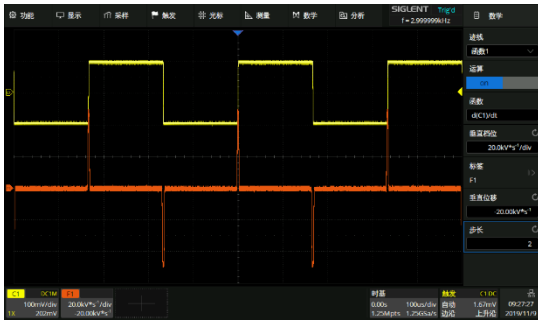 功能 显示 采样 触发 光标 测量 数学 分析
SIGLENT Trig'd
f = 2.999999kHz
数学
迹线
函数1
运算
on
函数
d(C1)/dt
垂直档位
20.0kV*s⁻¹/div
标签
F1
垂直位移
-20.00kV*s⁻¹
步长
2
C1 DC1M
100mV/div
1X 202mV
F1
20.0kV*s⁻¹/div
-20.00kV*s⁻¹
时基
0.00s 100us/div
1.25Mpts 1.25GSa/s
触发 C1DC
自动 1.67mV
边沿 上升沿
09:27:27
2019/11/9